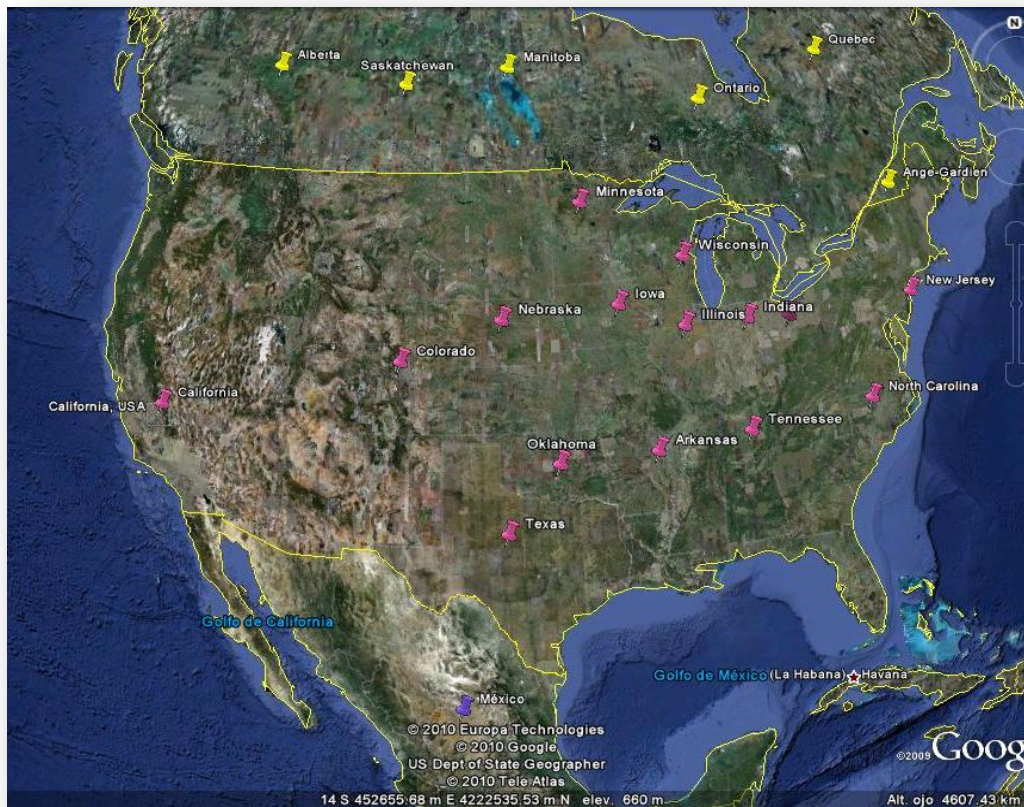 N
Quebec
Alberta
Manitoba
Saskatchewan
Ontario
Ange-Gardien
Minnesota
Wisconsin
New Jersey
Iowa
Indiana
Nebraska
Illinois
Colorado
North Carolina
California
California, USA
Tennessee
Arkansas
Oklahoma
Texas
Golfo de California
Golfo de México (La Habana) Havana
México
© 2010 Europa Technologies
© 2010 Google
US Dept of State Geographer
© 2010 Tele Atlas
©2009 Goog
14 S 452655.68 m E 4222535.53 m N elev. 660 m
Alt. ojo 4607.43 km